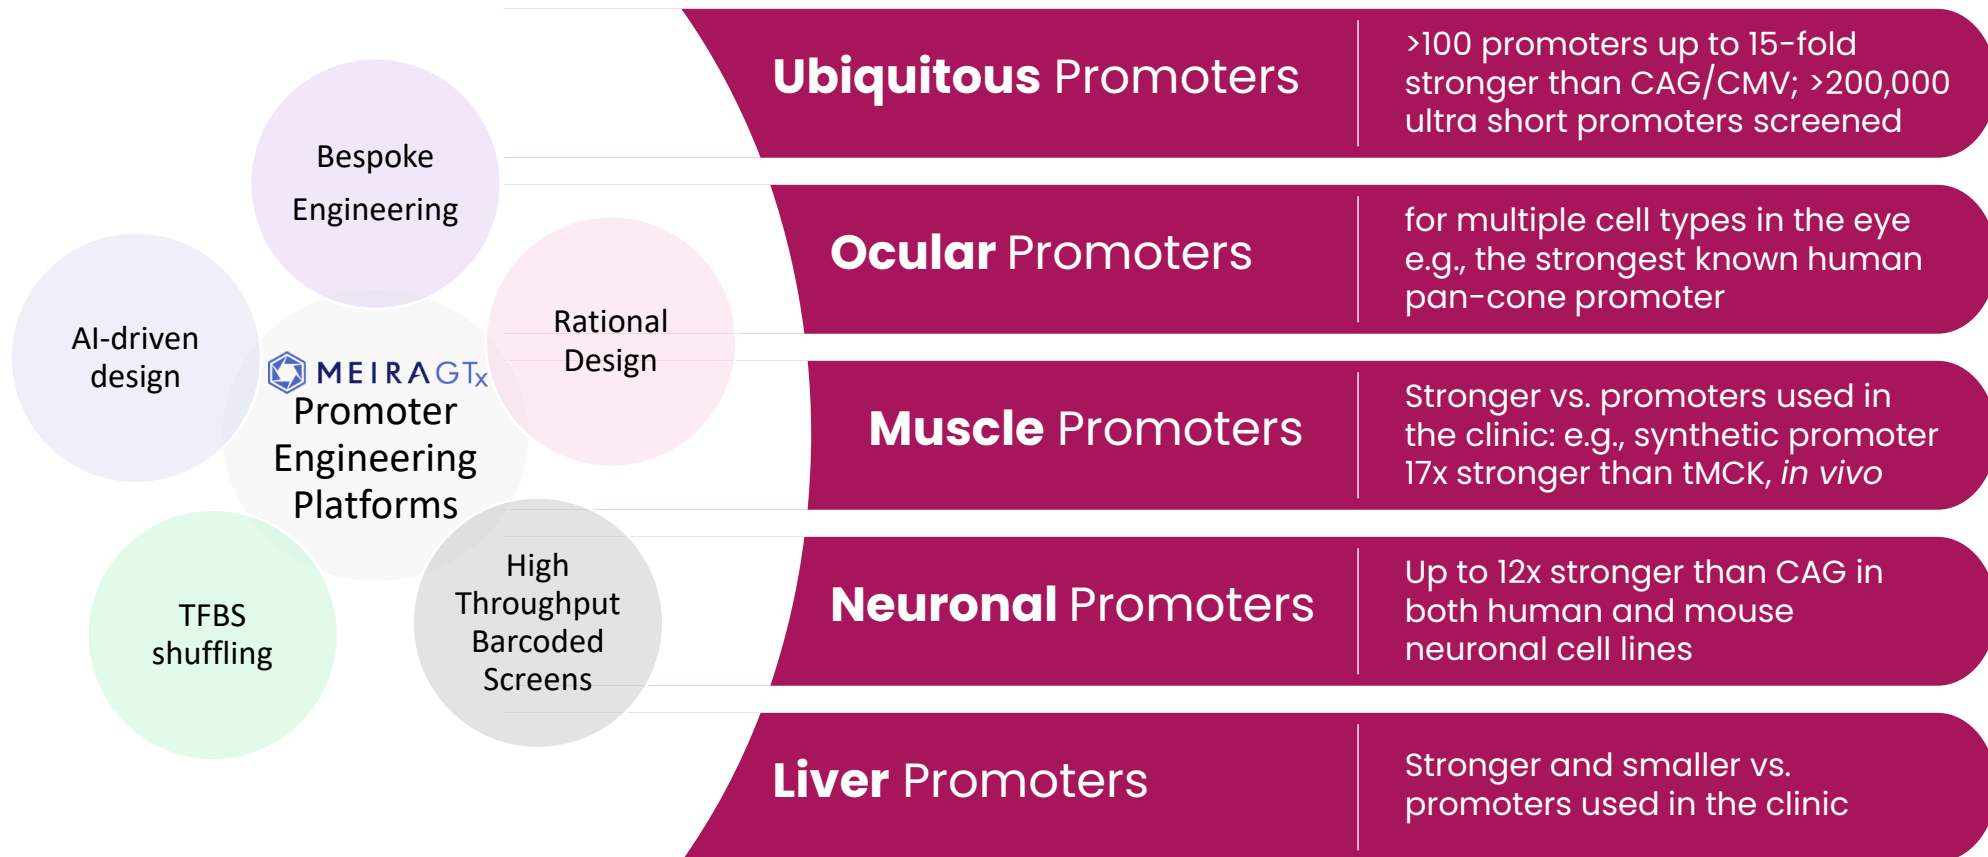 Bespoke
Engineering
AI-driven
design
Rational
Design
MEIRAGTx
Promoter
Engineering
Platforms
TFBS
shuffling
High
Throughput
Barcoded
Screens
Ubiquitous Promoters
>100 promoters up to 15-fold
stronger than CAG/CMV; >200,000
ultra short promoters screened
Ocular Promoters
for multiple cell types in the eye
e.g., the strongest known human
pan-cone promoter
Muscle Promoters
Stronger vs. promoters used in
the clinic: e.g., synthetic promoter
17x stronger than tMCK, in vivo
Neuronal Promoters
Up to 12x stronger than CAG in
both human and mouse
neuronal cell lines
Liver Promoters
Stronger and smaller vs.
promoters used in the clinic